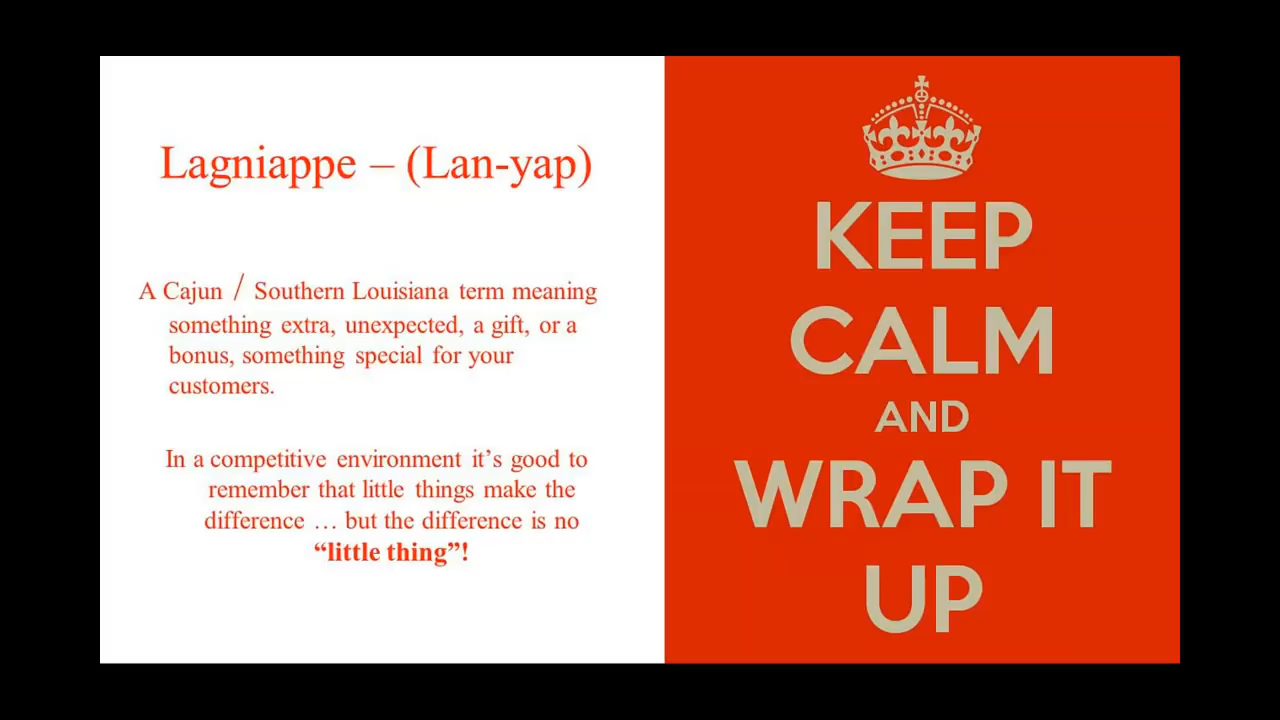 Lagniappe – (Lan-yap)
A Cajun / Southern Louisiana term meaning
something extra, unexpected, a gift, or a
bonus, something special for your
customers.
In a competitive environment it’s good to
remember that little things make the
difference … but the difference is no
“little thing”!
KEEP
CALM
AND
WRAP IT
UP